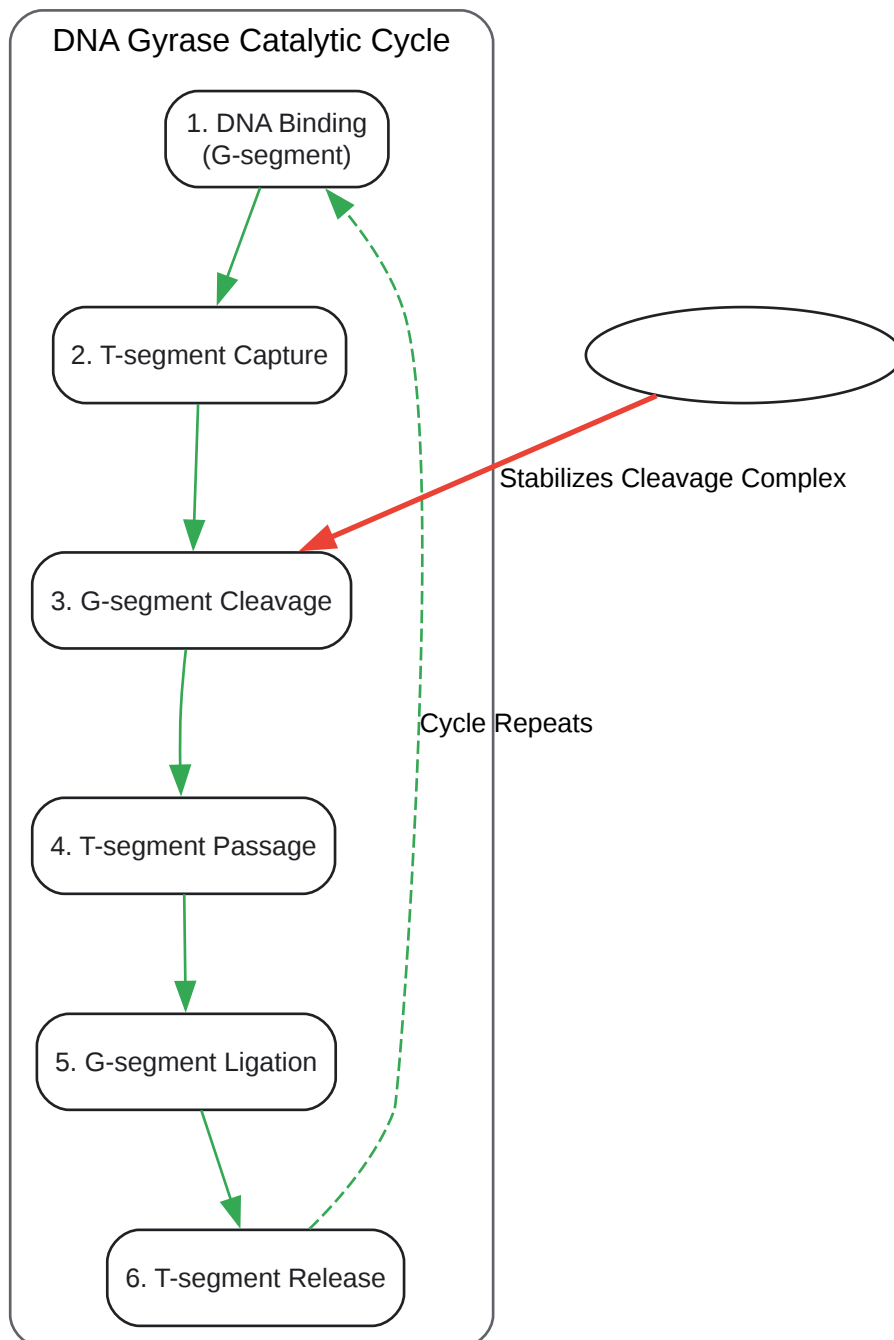 DNA Gyrase Catalytic Cycle
1. DNA Binding
(G-segment)
2. T-segment Capture
Stabilizes Cleavage Complex
3. G-segment Cleavage
Cycle Repeats
4. T-segment Passage
5. G-segment Ligation
6. T-segment Release